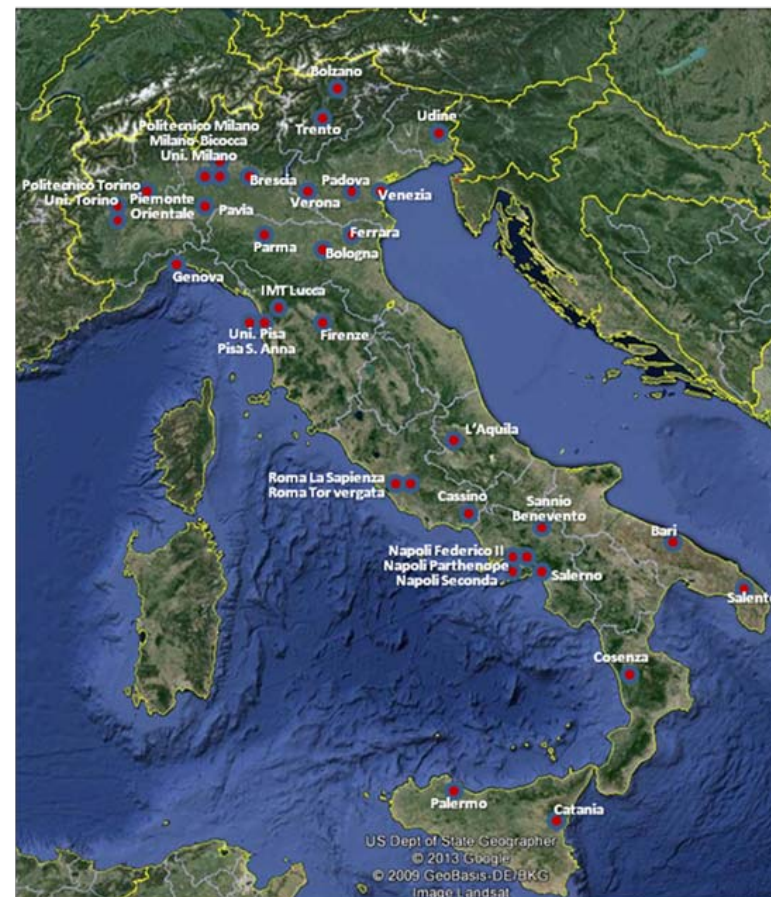 Bolzano
Trento
Udine
Politecnico Milano
Milano-Bicocca
Uni. Milano
Brescia
Verona
Padova
Venezia
Politechico Torino
Uni. Torino
Piemonte
Orientale
Pavia
Parma
Ferrara
Bologna
Genova
IMT Lucca
Uni. Pisa
Pisa S. Anna
Firenze
L'Aquila
Roma La Sapienza
Roma Tor vergata
Cassino
Sannio
Benevento
Bari
Napoli Federico II
Napoli Parthenope
Napoli Seconda
Salerno
Salento
Cosenza
Palermo
Catania
US Dept of State Geographer
© 2013 Google
© 2009 GeoBasis-DE/BKG
Image Landsat